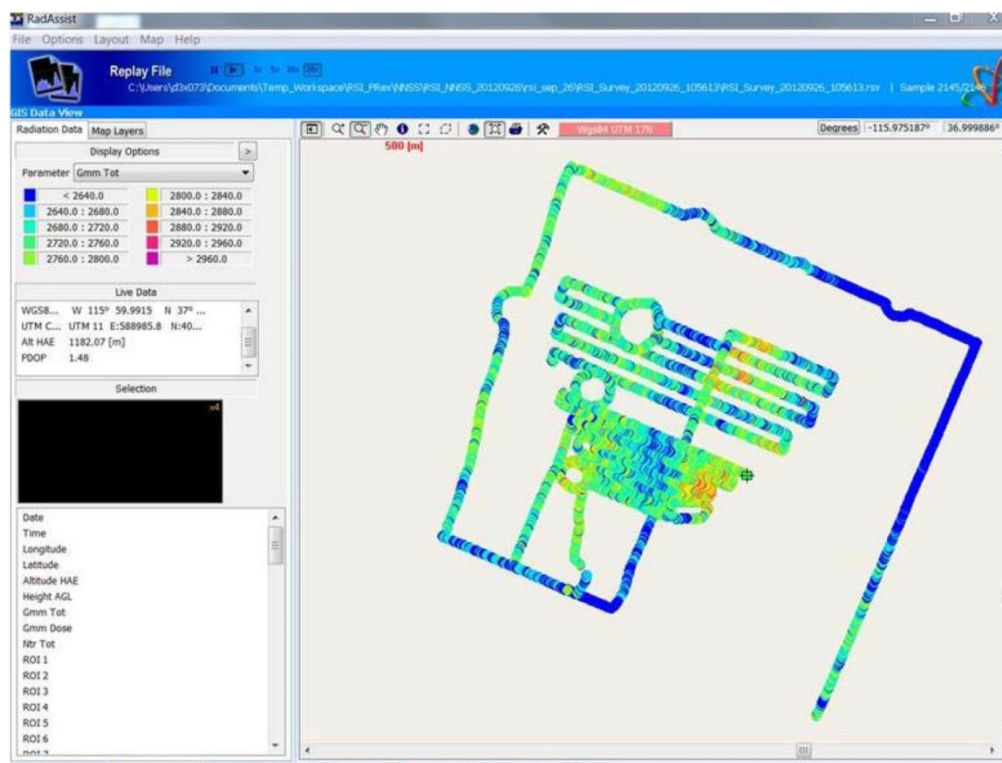 RadAssist
File Options Layout Map Help
Replay File
C:\Users\d3x073\Documents\Temp_Workspace\RSI_PRex\NNSS\RSI_NNSS_20120926\rsi_sep_26\RSI_Survey_20120926_105613\RSI_Survey_20120926_105613.rsv | Sample 2145/2146
GIS Data View
Radiation Data Map Layers
Wgs84 UTM 17N
Degrees -115.975187° 36.999886°
500 [m]
Display Options >
Parameter Gmm Tot
< 2640.0 2800.0 : 2840.0
2640.0 : 2680.0 2840.0 : 2880.0
2680.0 : 2720.0 2880.0 : 2920.0
2720.0 : 2760.0 2920.0 : 2960.0
2760.0 : 2800.0 > 2960.0
Live Data
WGS8... W 115° 59.9915 N 37° ...
UTM C... UTM 11 E:588985.8 N:40...
Alt HAE 1182.07 [m]
PDOP 1.48
Selection
x4
Date
Time
Longitude
Latitude
Altitude HAE
Height AGL
Gmm Tot
Gmm Dose
Ntr Tot
ROI 1
ROI 2
ROI 3
ROI 4
ROI 5
ROI 6